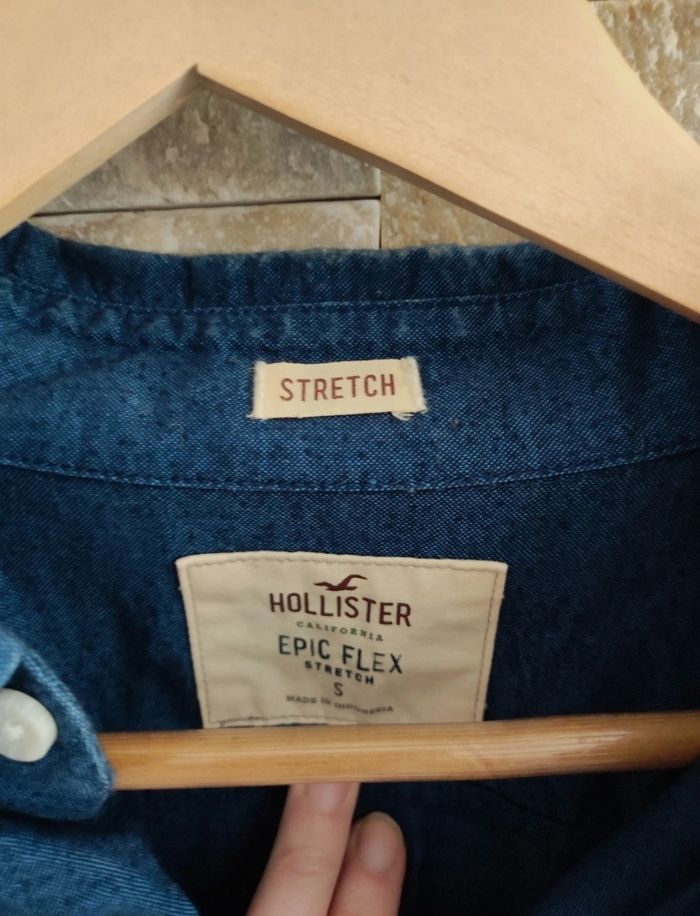 STRETCH
HOLLISTER
CALIFORNIA
EPIC FLEX
STRETCH
S
MADE IN INDONESIA